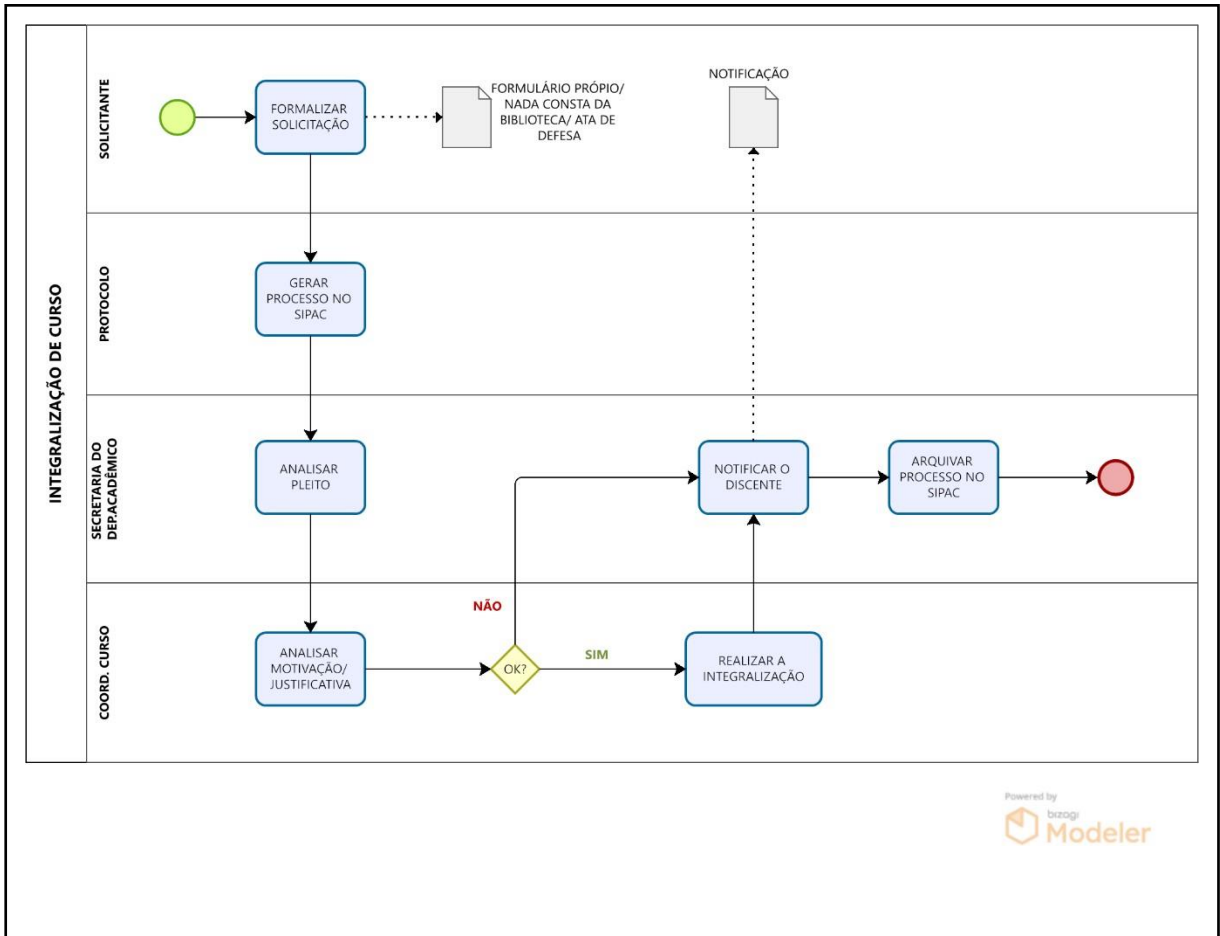 INTEGRALIZAÇÃO DE CURSO
SOLICITANTE
FORMALIZAR
SOLICITAÇÃO
FORMULÁRIO PRÓPIO/
NADA CONSTA DA
BIBLIOTECA/ ATA DE
DEFESA
NOTIFICAÇÃO
PROTOCOLO
GERAR
PROCESSO NO
SIPAC
SECRETARIA DO
DEP.ACADÊMICO
ANALISAR
PLEITO
NOTIFICAR O
DISCENTE
ARQUIVAR
PROCESSO NO
SIPAC
COORD. CURSO
ANALISAR
MOTIVAÇÃO/
JUSTIFICATIVA
NÃO
OK?
SIM
REALIZAR A
INTEGRALIZAÇÃO
Powered by
bizagi
Modeler